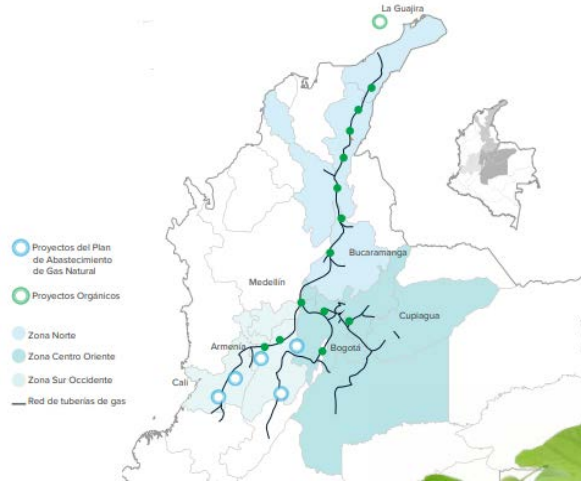 La Guajira
Bucaramanga
Medellín
Cupiagua
Armenia
Bogotá
Cali
Proyectos del Plan
de Abastecimiento
de Gas Natural
Proyectos Orgánicos
Zona Norte
Zona Centro Oriente
Zona Sur Occidente
Red de tuberías de gas